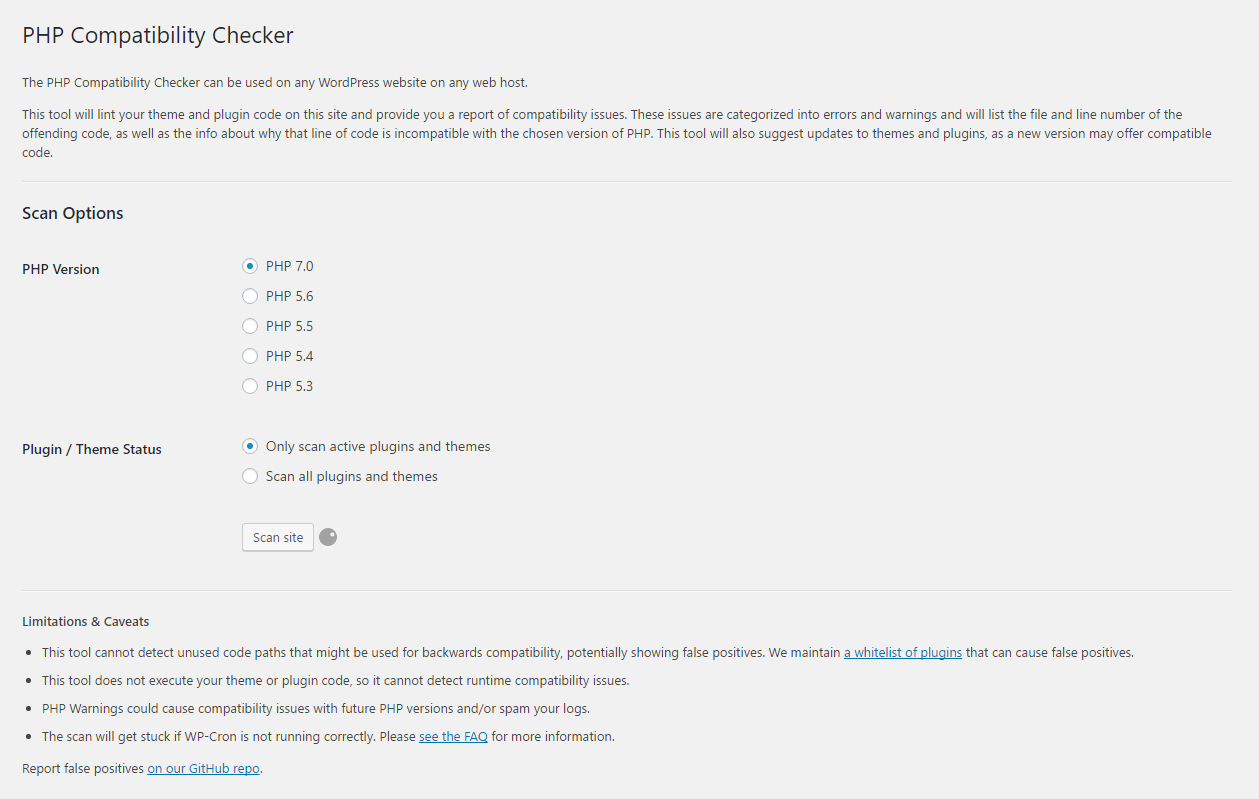 PHP Compatibility Checker
The PHP Compatibility Checker can be used on any WordPress website on any web host.
This tool will lint your theme and plugin code on this site and provide you a report of compatibility issues. These issues are categorized into errors and warnings and will list the file and line number of the
offending code, as well as the info about why that line of code is incompatible with the chosen version of PHP. This tool will also suggest updates to themes and plugins, as a new version may offer compatible
code.
Scan Options
PHP Version
PHP 7.0
PHP 5.6
PHP 5.5
PHP 5.4
PHP 5.3
Plugin / Theme Status
Only scan active plugins and themes
Scan all plugins and themes
Scan site
Limitations & Caveats
• This tool cannot detect unused code paths that might be used for backwards compatibility, potentially showing false positives. We maintain a whitelist of plugins that can cause false positives.
• This tool does not execute your theme or plugin code, so it cannot detect runtime compatibility issues.
• PHP Warnings could cause compatibility issues with future PHP versions and/or spam your logs.
• The scan will get stuck if WP-Cron is not running correctly. Please see the FAQ for more information.
Report false positives on our GitHub repo.